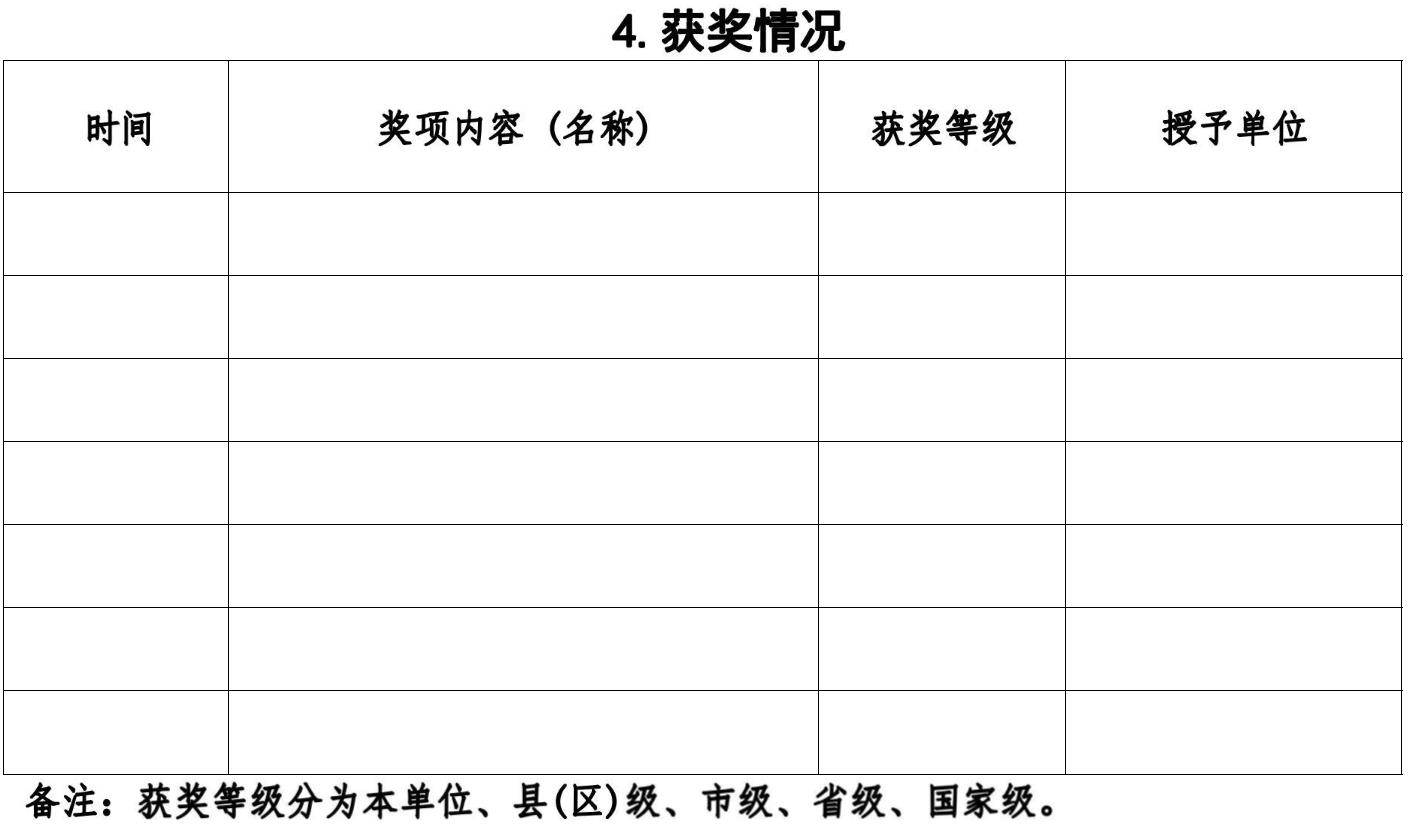 4. 获奖情况
时间 奖项内容 (名称) 获奖等级 授予单位
备注：获奖等级分为本单位、县(区)级、市级、省级、国家级。